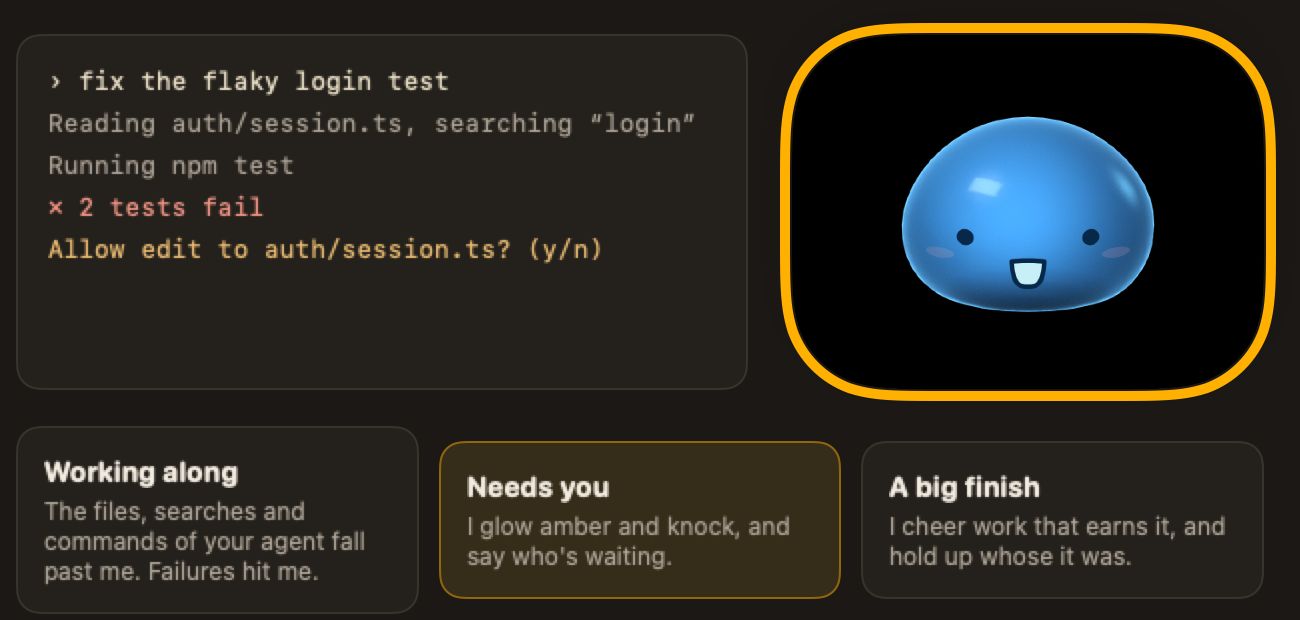 › fix the flaky login test
Reading auth/session.ts, searching “login”
Running npm test
× 2 tests fail
Allow edit to auth/session.ts? (y/n)
Working along
The files, searches and
commands of your agent fall
past me. Failures hit me.
Needs you
I glow amber and knock, and
say who's waiting.
A big finish
I cheer work that earns it, and
hold up whose it was.